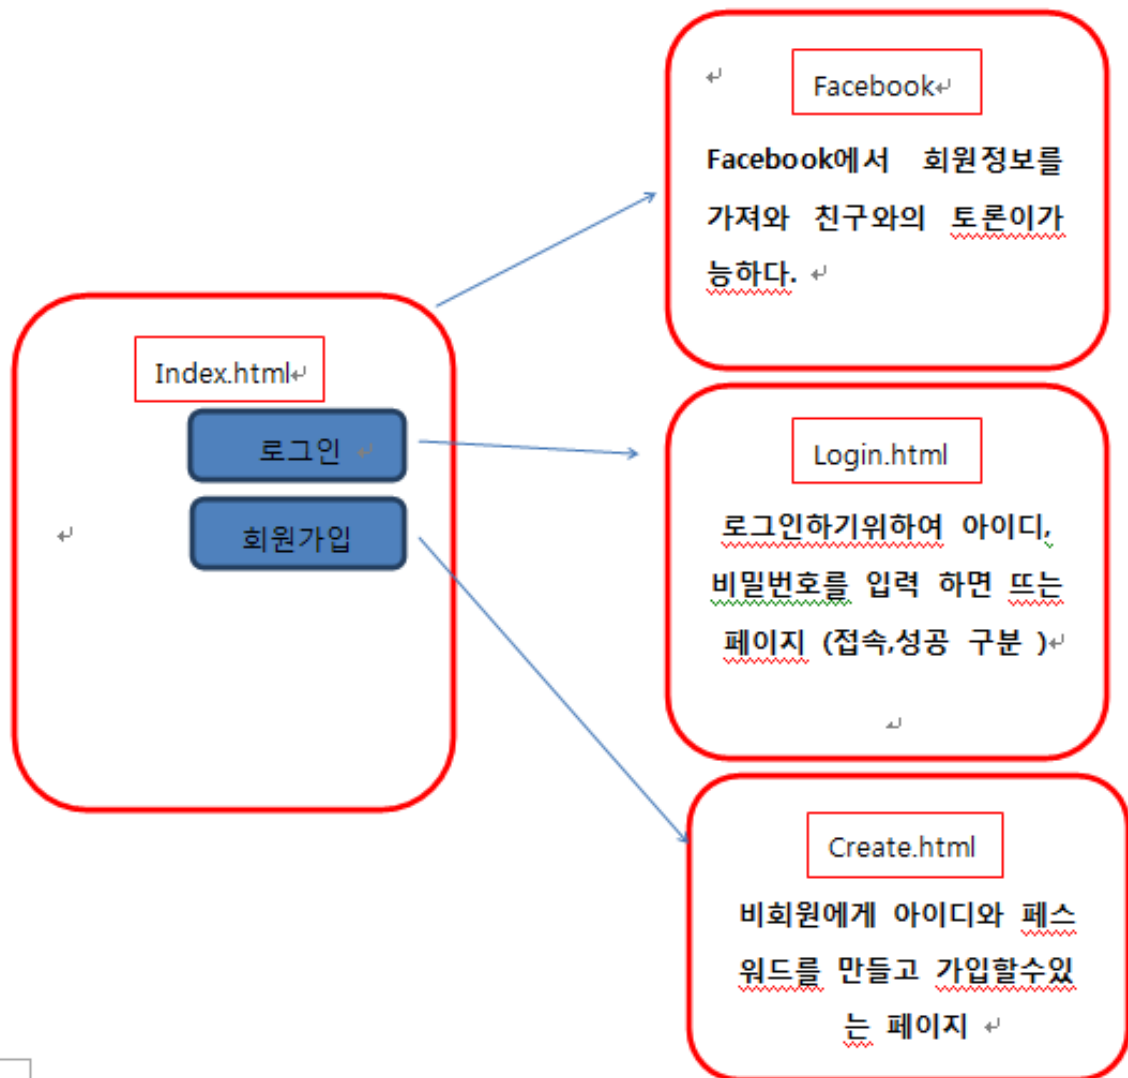 Index.html
로그인
회원가입
Facebook
Facebook에서 회원정보를
가져와 친구와의 토론이가
능하다.
Login.html
로그인하기위하여 아이디,
비밀번호를 입력 하면 뜨는
페이지 (접속,성공 구분 )
Create.html
비회원에게 아이디와 페스
워드를 만들고 가입할수있
는 페이지